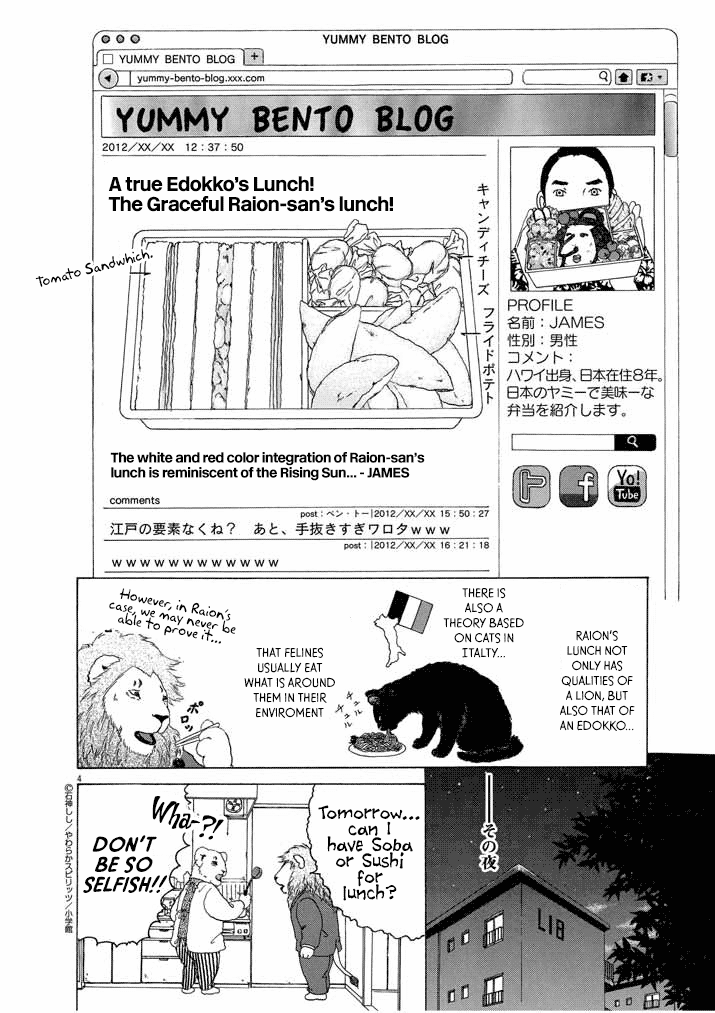 YUMMY BENTO BLOG
YUMMY BENTO BLOG
yummy-bento-blog.xxx.com
YUMMY BENTO BLOG
2012／XX／XX 12：37：50
A true Edokko's Lunch!
The Graceful Raion-san's lunch!
キャンディチーズ
Tomato Sandwhich.
フライドポテト
The white and red color integration of Raion-san's
lunch is reminiscent of the Rising Sun... - JAMES
comments
post：ベン・トー|2012／XX／XX 15：50：27
江戸の要素なくね？ あと、手抜きすぎワロタｗｗｗ
post：|2012／XX／XX 16：21：18
ｗｗｗｗｗｗｗｗｗｗｗｗ
PROFILE
名前：JAMES
性別：男性
コメント：
ハワイ出身、日本在住8年。
日本のヤミーで美味一な
弁当を紹介します。
f
Yo!
Tube
RAION'S
LUNCH NOT
ONLY HAS
QUALITIES OF
A LION, BUT
ALSO THAT OF
AN EDOKKO...
THERE IS
ALSO A
THEORY BASED
ON CATS IN
ITALTY...
THAT FELINES
USUALLY EAT
WHAT IS AROUND
THEM IN THEIR
ENVIROMENT
メチュル
メチュル
However, in Raion's
case, we may never be
able to prove it...
ポロッ
4
――その夜
L18
Tomorrow...
can I
have Soba
or Sushi
for
lunch?
Wha-?!
DON'T
BE SO
SELFISH!!
©石神しし／やわらかスピリッツ／小学館